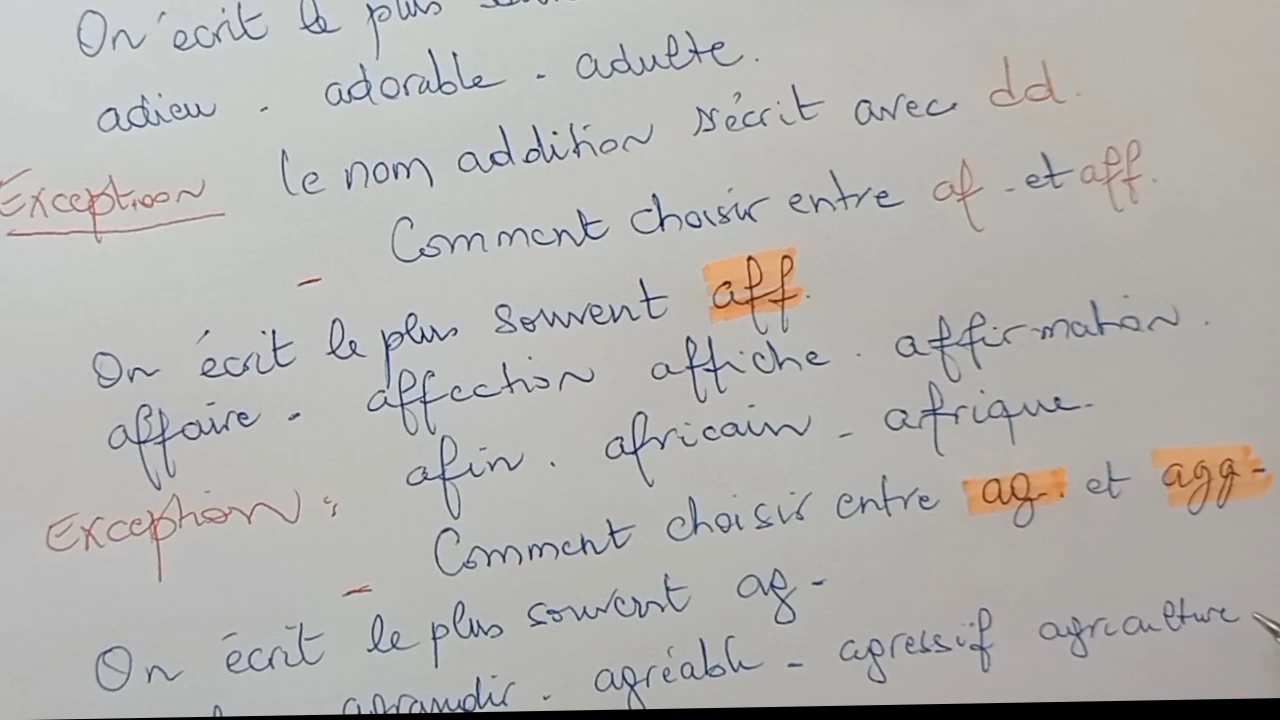 On écrit le plus
adieu - adorable - adulte.
Exception le nom addition s'écrit avec dd.
- Comment choisir entre af - et aff.
On écrit le plus souvent aff.
affaire - affection affiche. affirmation.
Exception: afin. africain - afrique.
- Comment choisir entre ag. et agg-
On écrit le plus souvent ag-
agrandir. agréable - agressif agriculture